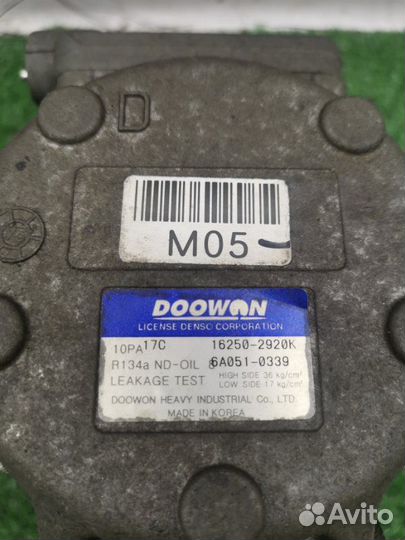 D
M05-
DOOWON
LICENSE DENSO CORPORATION
10PA17C 16250-2920K
R134a ND-OIL 8 6A051-0339
LEAKAGE TEST HIGH SIDE 36 kg/cm²
LOW SIDE 17 kg/cm²
DOOWON HEAVY INDUSTRIAL Co., LTD.
MADE IN KOREA
Avito